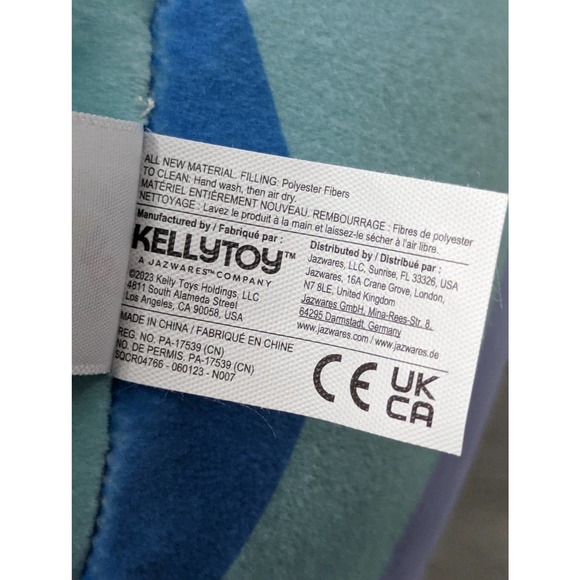 ALL NEW MATERIAL. FILLING: Polyester Fibers
TO CLEAN: Hand wash, then air dry.
MATÉRIEL ENTIÈREMENT NOUVEAU. REMBOURRAGE : Fibres de polyester
NETTOYAGE : Lavez le produit à la main et laissez-le sécher à l'air libre.
Manufactured by / Fabriqué par :
KELLYTOY™
A JAZWARES™ COMPANY
©2023 Kelly Toys Holdings, LLC
4811 South Alameda Street
Los Angeles, CA 90058, USA
Distributed by / Distribué par :
Jazwares, LLC, Sunrise, FL 33326, USA
Jazwares, 16A Crane Grove, London,
N7 8LE, United Kingdom
Jazwares GmbH, Mina-Rees-Str. 8,
64295 Darmstadt, Germany
www.jazwares.com / www.jazwares.de
MADE IN CHINA / FABRIQUÉ EN CHINE
REG. NO. PA-17539 (CN)
NO. DE PERMIS. PA-17539 (CN)
SQCR04766 - 060123 - N007
CE
UK
CA